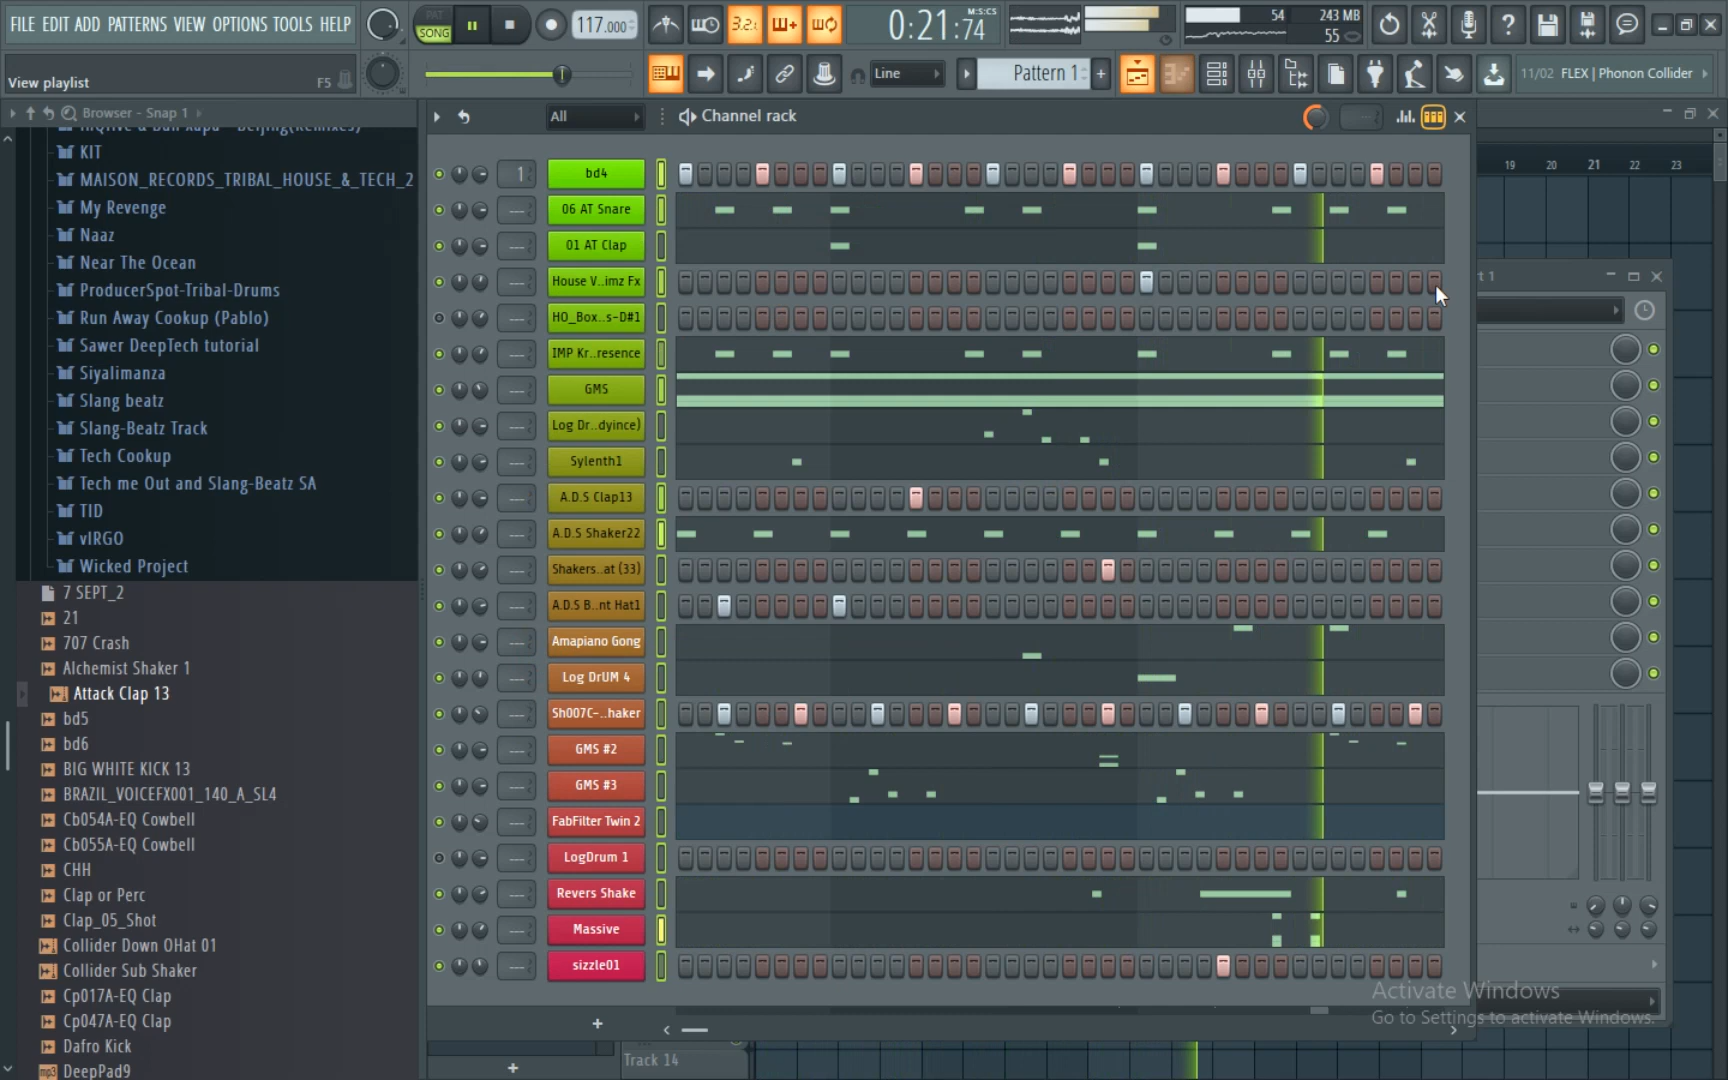 FILE EDIT ADD PATTERNS VIEW OPTIONS TOOLS HELP
PAT
SONG
117.000
3.2:
0:21:74
M:S:CS
54
243 MB
55
View playlist
F5
Line
Pattern 1
+
11/02 FLEX | Phonon Collider
Browser - Snap 1
KIT
MAISON_RECORDS_TRIBAL_HOUSE_&_TECH_2
My Revenge
Naaz
Near The Ocean
ProducerSpot-Tribal-Drums
Run Away Cookup (Pablo)
Sawer DeepTech tutorial
Siyalimanza
Slang beatz
Slang-Beatz Track
Tech Cookup
Tech me Out and Slang-Beatz SA
TID
vIRGO
Wicked Project
7 SEPT_2
21
707 Crash
Alchemist Shaker 1
Attack Clap 13
bd5
bd6
BIG WHITE KICK 13
BRAZIL_VOICEFX001_140_A_SL4
Cb054A-EQ Cowbell
Cb055A-EQ Cowbell
CHH
Clap or Perc
Clap_05_Shot
Collider Down OHat 01
Collider Sub Shaker
Cp017A-EQ Clap
Cp047A-EQ Clap
Dafro Kick
mp3 DeepPad9
All
Channel rack
1
bd4
06 AT Snare
01 AT Clap
House V..imz Fx
HO_Box..s-D#1
IMP Kr..resence
GMS
Log Dr..dyince)
Sylenth1
A.D.S Clap13
A.D.S Shaker22
Shakers..at (33)
A.D.S B..nt Hat1
Amapiano Gong
Log DrUM 4
Sh007C-..haker
GMS #2
GMS #3
FabFilter Twin 2
LogDrum 1
Revers Shake
Massive
sizzle01
+
19 20 21 22 23
t 1
Activate Windows
Go to Settings to activate Windows.
+
Track 14